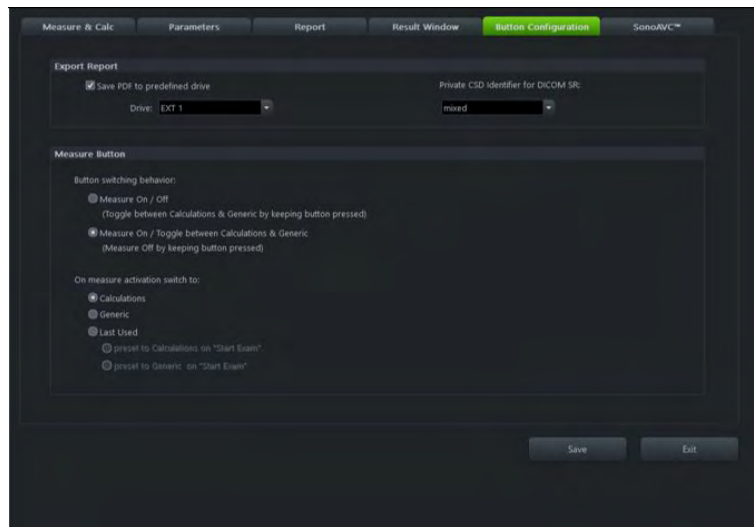 Measure & Calc Parameters Report Result Window Button Configuration SonoAVC™
Export Report
Save PDF to predefined drive Private CSD Identifier for DICOM SR:
Drive: EXT 1 mixed
Measure Button
Button switching behavior:
Measure On / Off
(Toggle between Calculations & Generic by keeping button pressed)
Measure On / Toggle between Calculations & Generic
(Measure Off by keeping button pressed)
On measure activation switch to:
Calculations
Generic
Last Used
preset to Calculations on "Start Exam"
preset to Generic on "Start Exam"
Save Exit